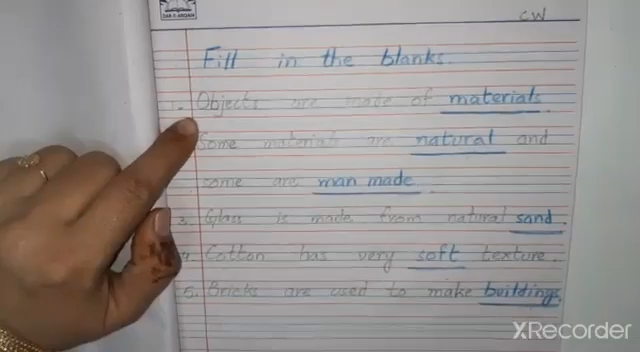 DAR-E-ARQAM
CW
Fill in the blanks.
1. Objects are made of materials.
Some materials are natural and
some are man made.
3. Glass is made from natural sand.
4. Cotton has very soft texture.
5. Bricks are used to make buildings.
XRecorder